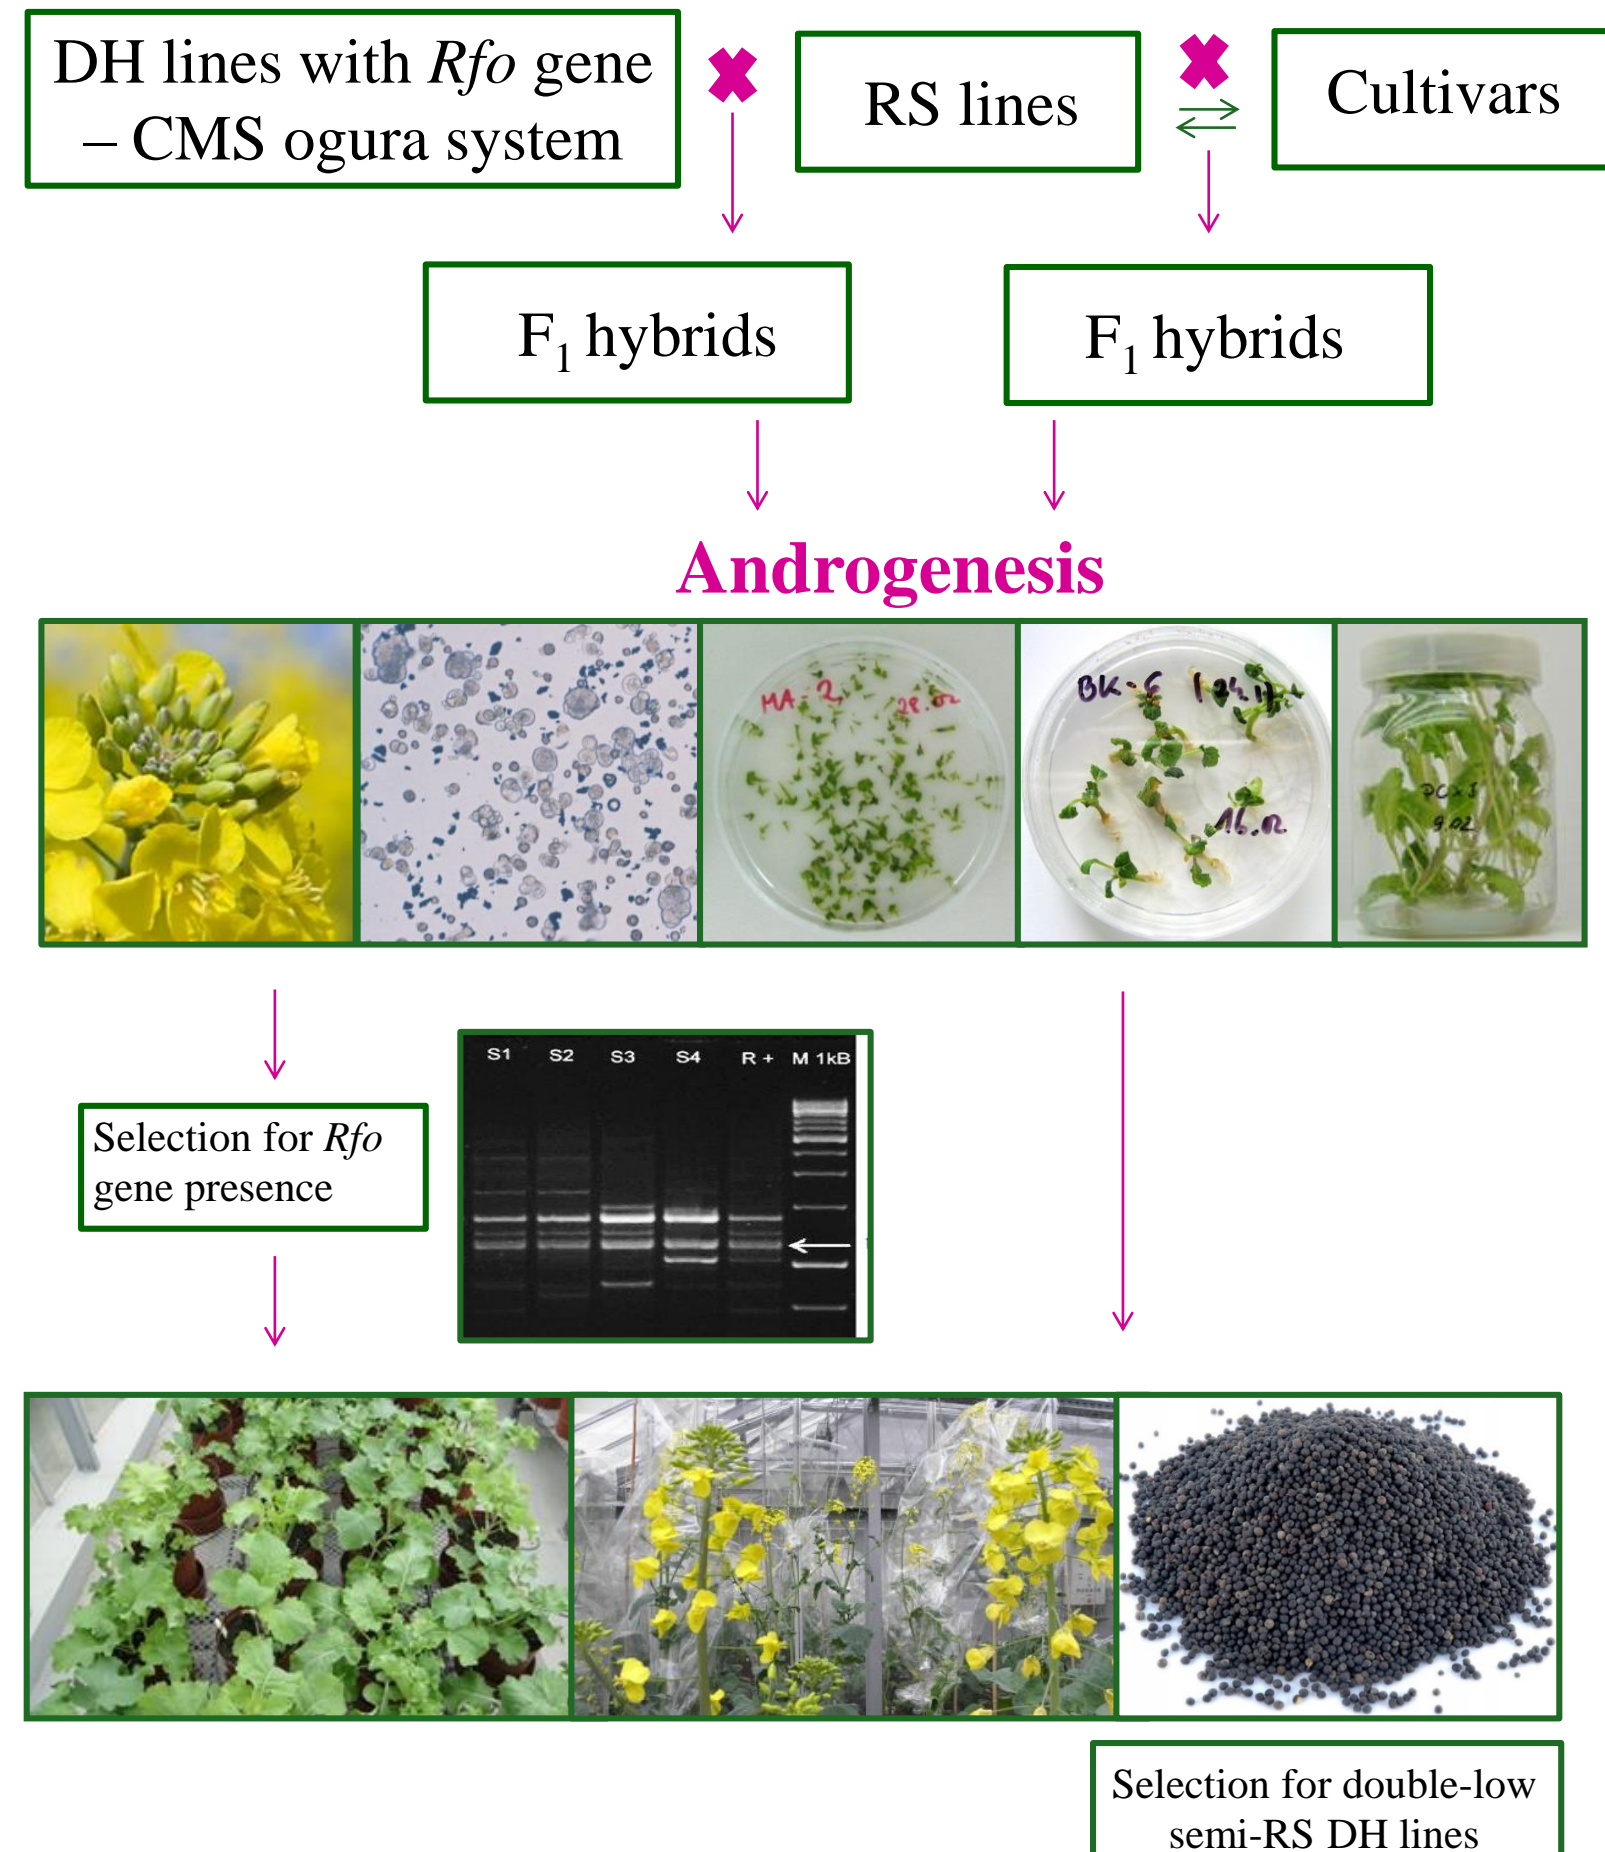 DH lines with Rfo gene
– CMS ogura system
RS lines
Cultivars
F1 hybrids
F1 hybrids
Androgenesis
MA-2
28.02
BK-6 (24.1)
16.02
9.02
S1 S2 S3 S4 R + M 1kB
Selection for Rfo
gene presence
Selection for double-low
semi-RS DH lines